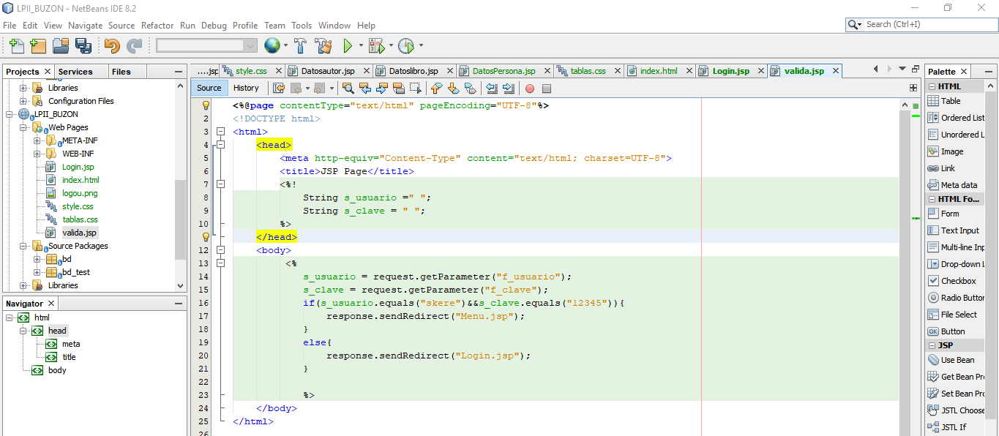 LPII_BUZON - NetBeans IDE 8.2
File Edit View Navigate Source Refactor Run Debug Profile Team Tools Window Help
Search (Ctrl+I)
Projects Services Files
Libraries
Configuration Files
LPII_BUZON
Web Pages
META-INF
WEB-INF
Login.jsp
index.html
logou.png
style.css
tablas.css
valida.jsp
Source Packages
bd
bd_test
Libraries
Navigator
html
head
meta
title
body
....jsp style.css Datosautor.jsp Datoslibro.jsp DatosPersona.jsp tablas.css index.html Login.jsp valida.jsp
Source History
<%@page contentType="text/html" pageEncoding="UTF-8"%>
2 <!DOCTYPE html>
3 <html>
4 <head>
5 <meta http-equiv="Content-Type" content="text/html; charset=UTF-8">
6 <title>JSP Page</title>
7 <%!
8 String s_usuario =" ";
9 String s_clave = " ";
10 %>
</head>
12 <body>
13 <%
14 s_usuario = request.getParameter("f_usuario");
15 s_clave = request.getParameter("f_clave");
16 if(s_usuario.equals("skere")&&s_clave.equals("12345")){
17 response.sendRedirect("Menu.jsp");
18 }
19 else{
20 response.sendRedirect("Login.jsp");
21 }
22
23 %>
24 </body>
25 </html>
26
Palette
HTML
Table
Ordered List
Unordered L
Image
Link
Meta data
HTML Fo...
Form
Text Input
Multi-line Inp
Drop-down L
Checkbox
Radio Button
File Select
OK Button
JSP
Use Bean
Get Bean Pro
Set Bean Pro
JSTL Choose
JSTL If